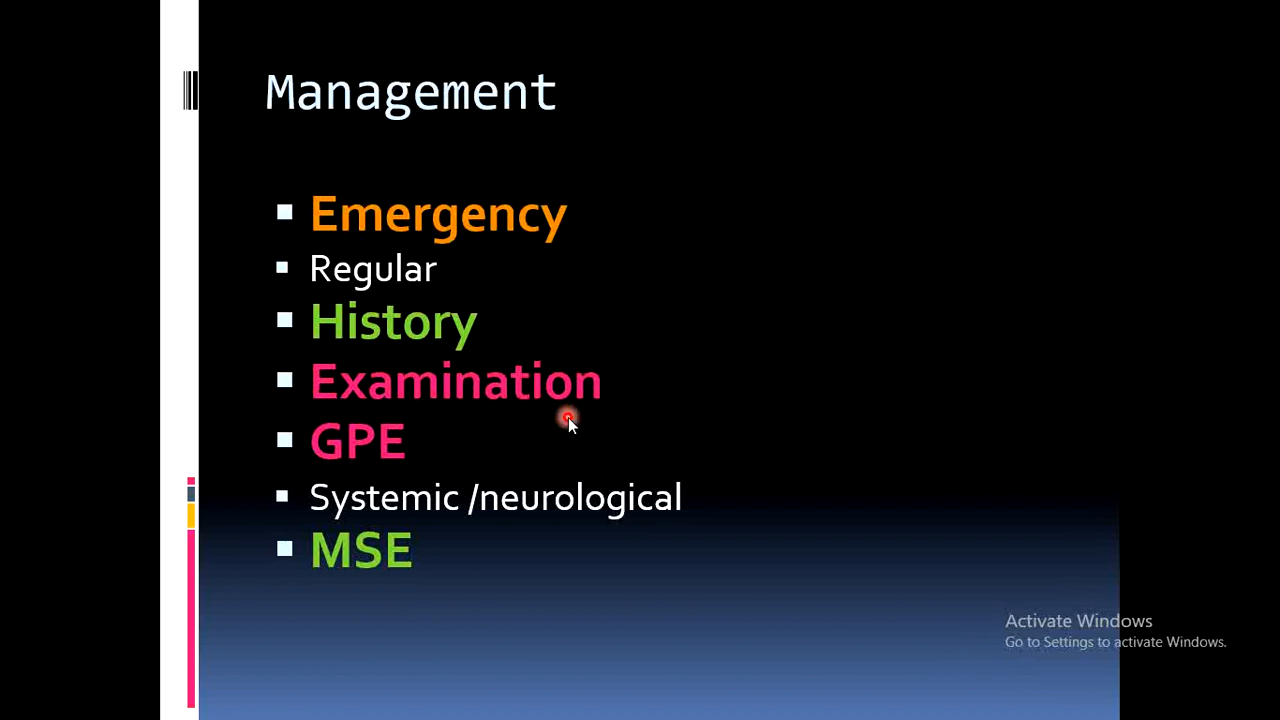 Management
Emergency
Regular
History
Examination
GPE
Systemic /neurological
MSE
Activate Windows
Go to Settings to activate Windows.